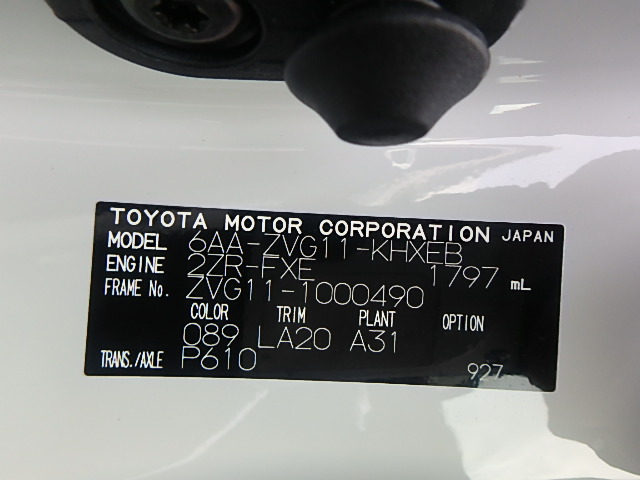 TOYOTA MOTOR CORPORATION JAPAN
MODEL 6AA-ZVG11-KHXEB
ENGINE 2ZR-FXE 1797 mL
FRAME No. ZVG11-1000490
COLOR TRIM PLANT OPTION
089 LA20 A31
TRANS./AXLE P610 927